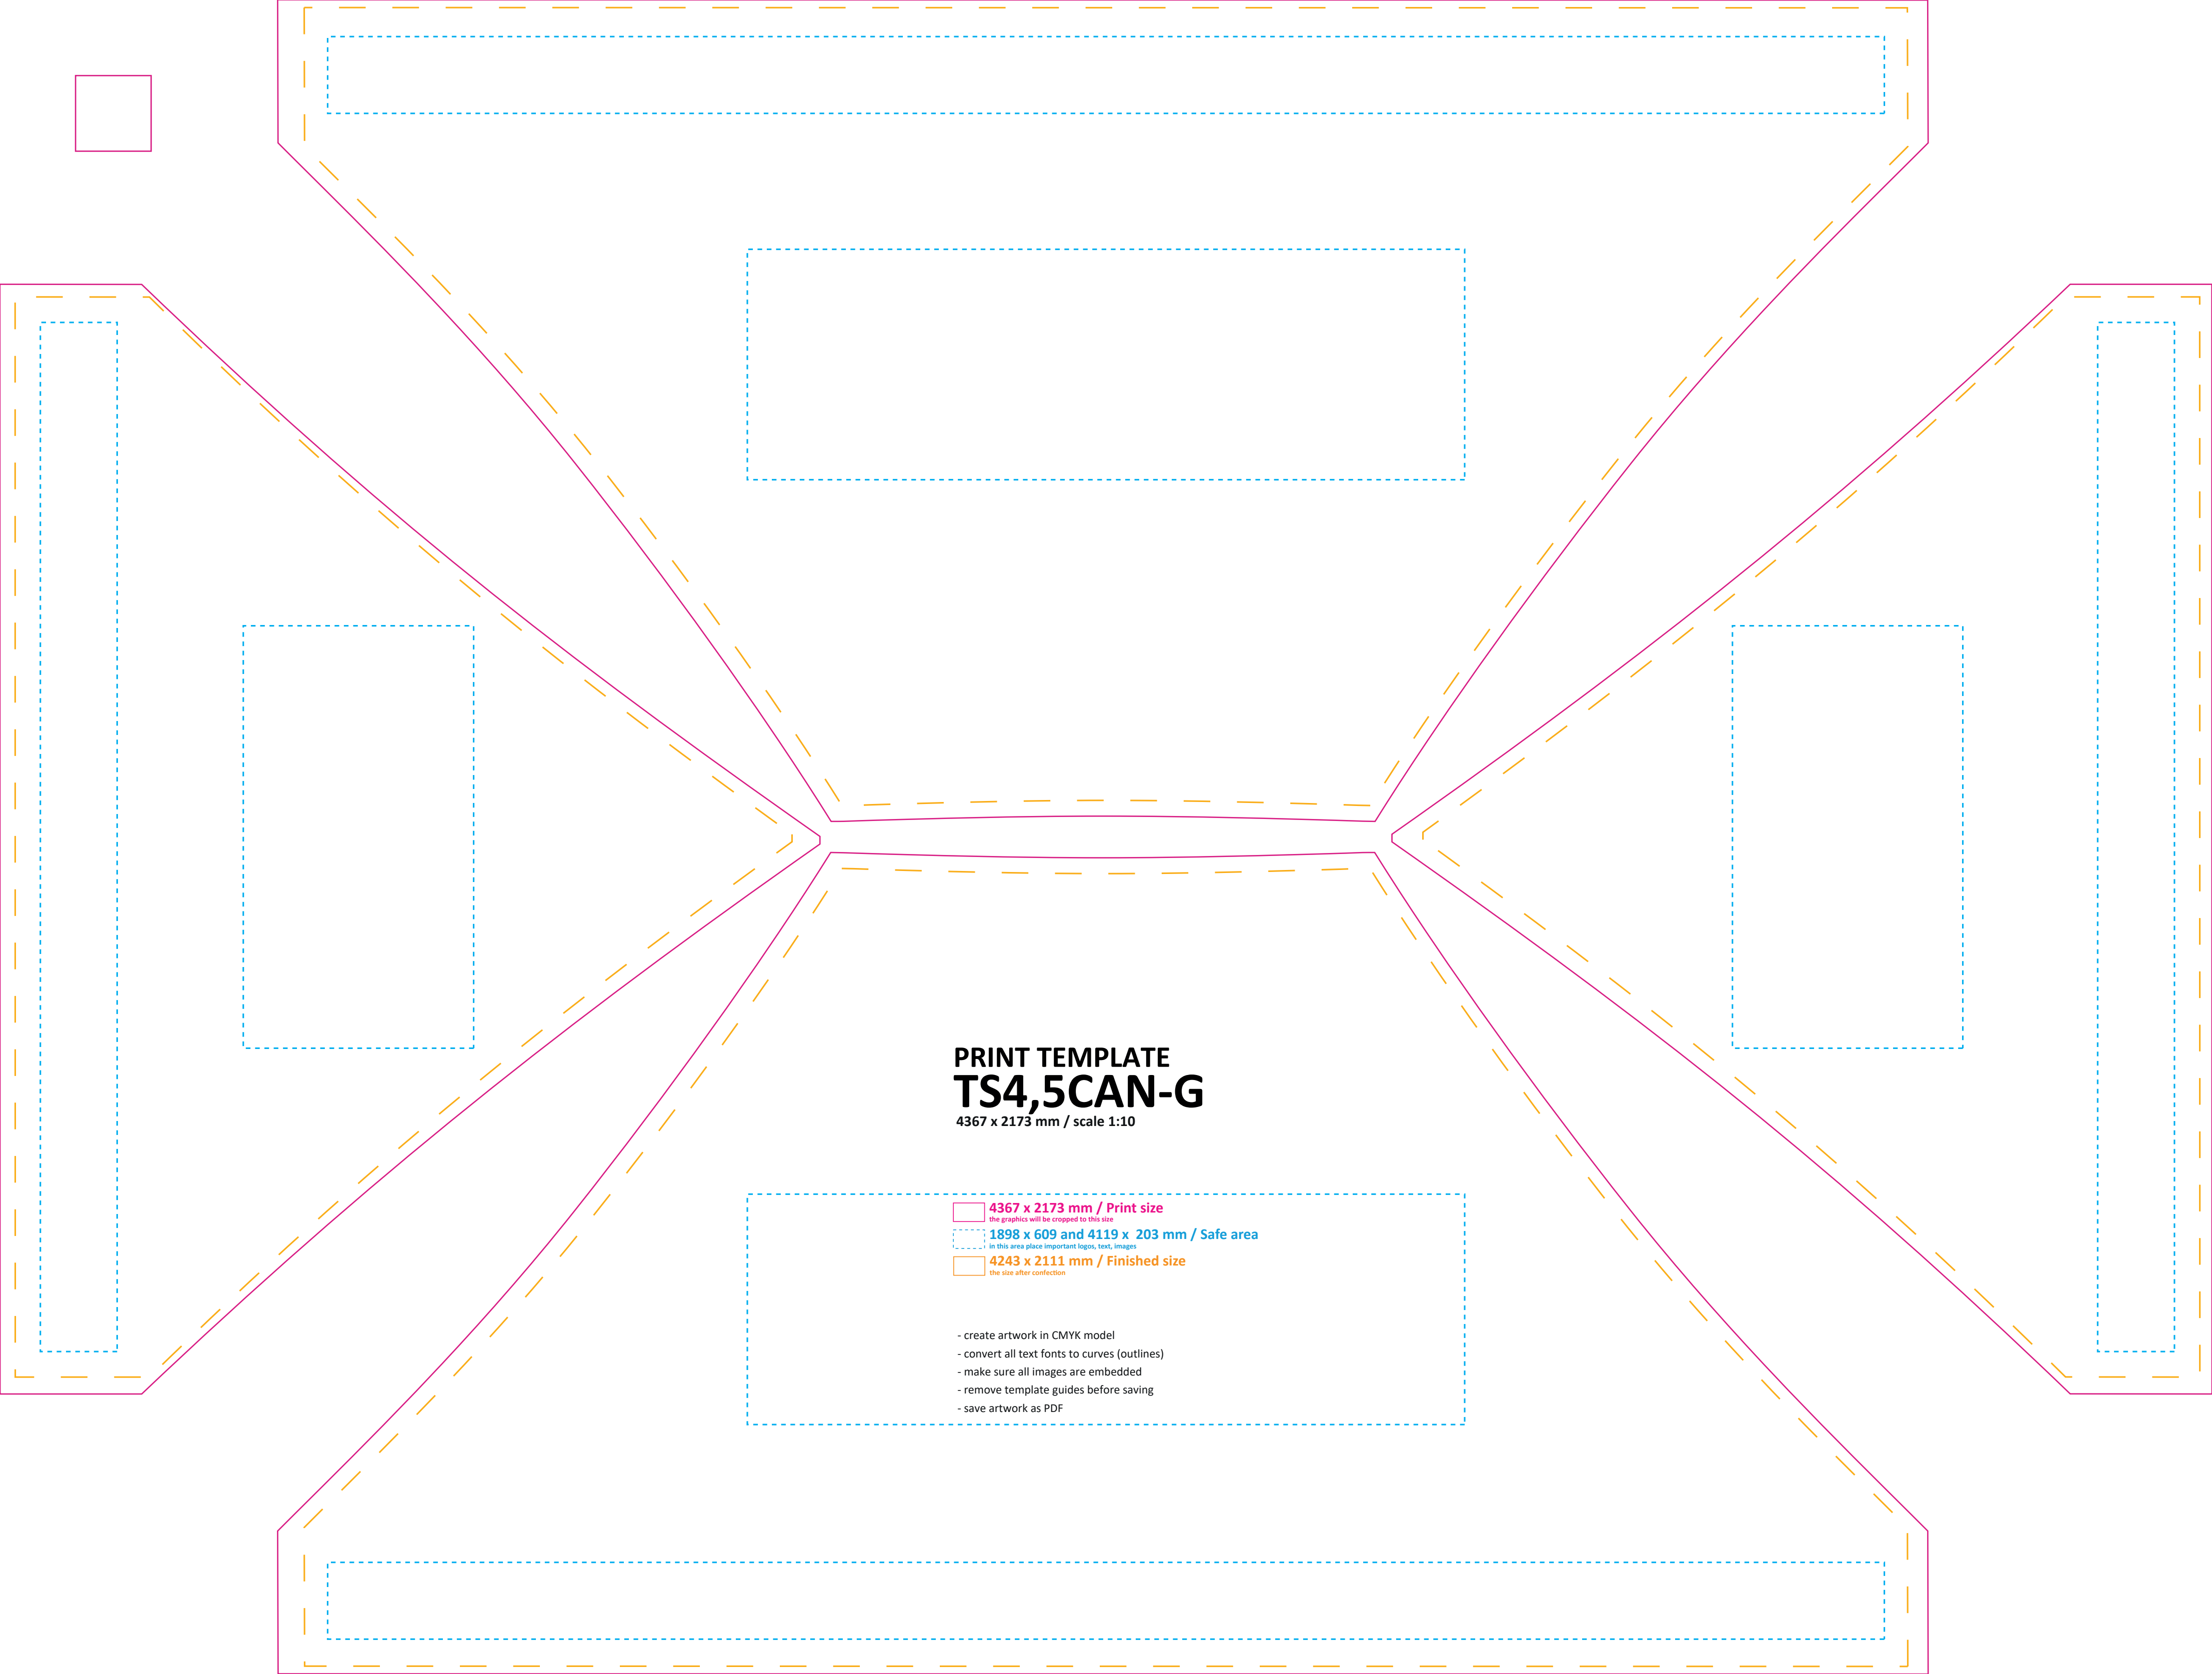 PRINT TEMPLATE
TS4,5CAN-G
4367 x 2173 mm / scale 1:10
4367 x 2173 mm / Print size
the graphics will be cropped to this size
1898 x 609 and 4119 x  203 mm / Safe area
in this area place important logos, text, images
4243 x 2111 mm / Finished size
the size after confection
- create artwork in CMYK model
- convert all text fonts to curves (outlines)
- make sure all images are embedded
- remove template guides before saving
- save artwork as PDF